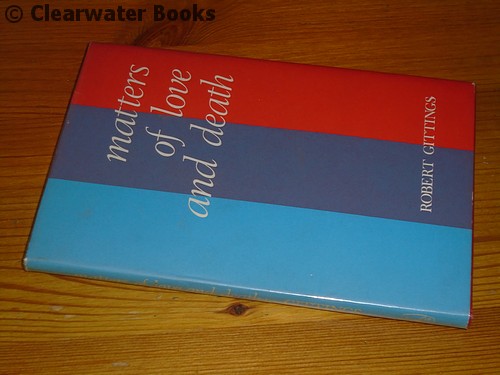 © Clearwater Books
matters
of love
and death
ROBERT GITTINGS